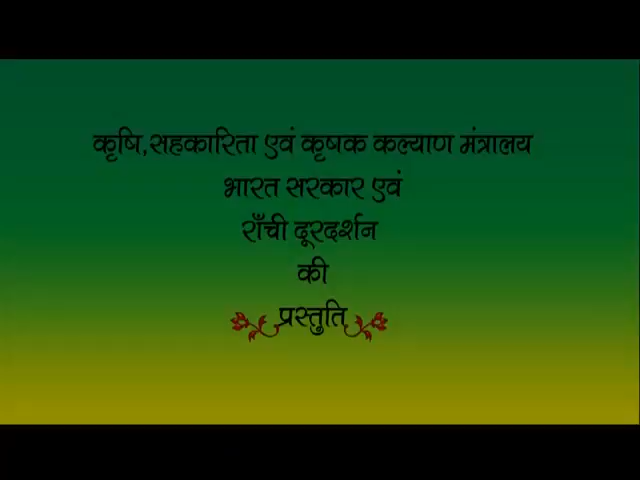 कृषि,सहकारिता एवं कृषक कल्याण मंत्रालय
भारत सरकार एवं
राँची दूरदर्शन
की
प्रस्तुति